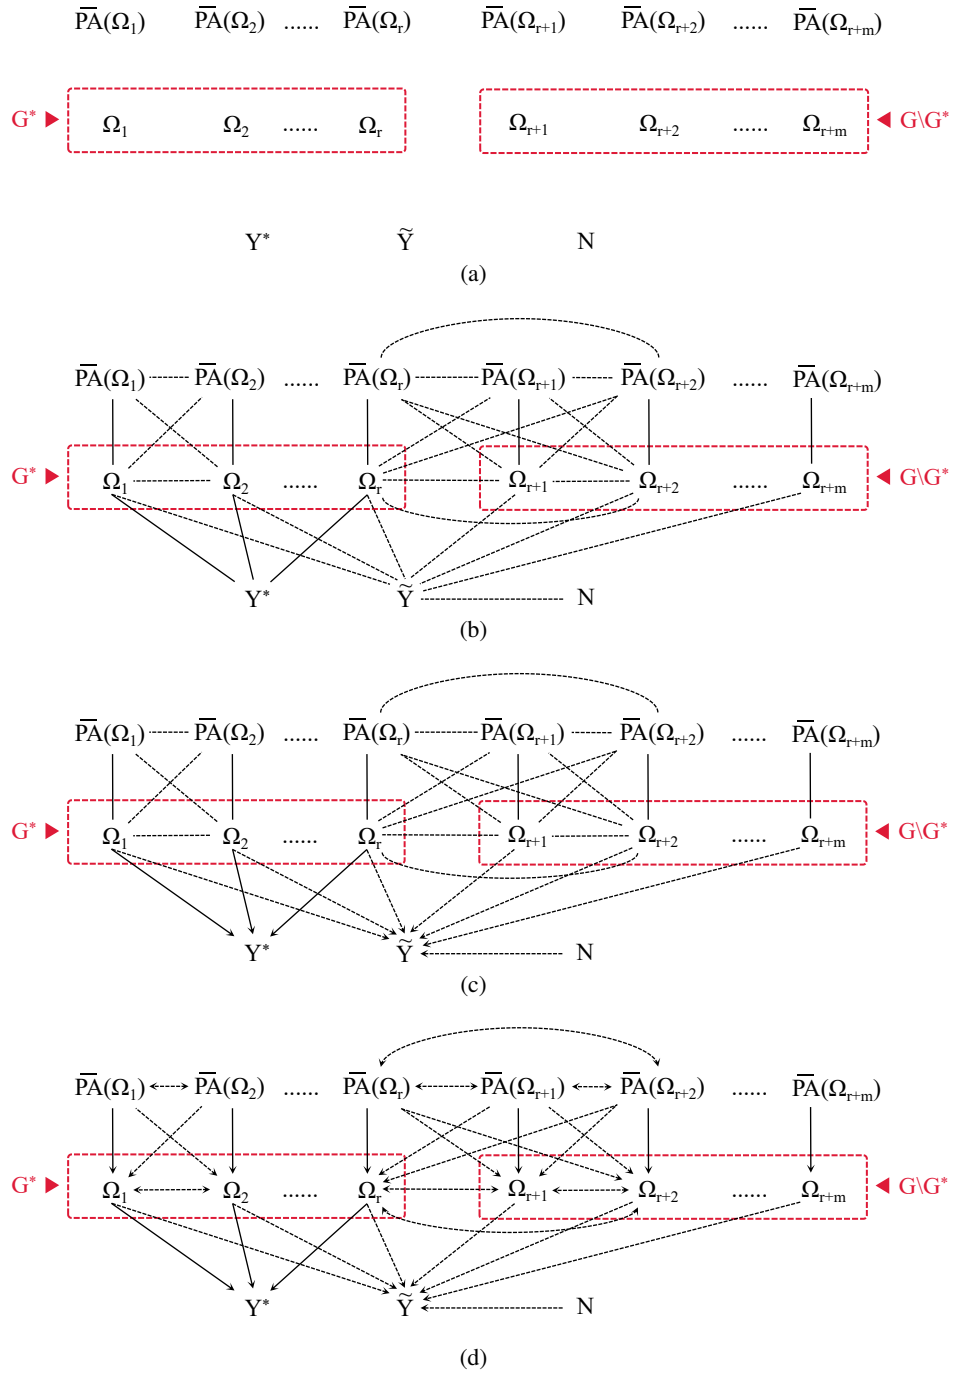 P̅A̅(Ω₁) P̅A̅(Ω₂) ...... P̅A̅(Ωᵣ) P̅A̅(Ωᵣ₊₁) P̅A̅(Ωᵣ₊₂) ...... P̅A̅(Ωᵣ₊ₘ)
G* Ω₁ Ω₂ ...... Ωᵣ Ωᵣ₊₁ Ωᵣ₊₂ ...... Ωᵣ₊ₘ G\G*
Y* Ỹ N
(a)
P̅A̅(Ω₁) P̅A̅(Ω₂) ...... P̅A̅(Ωᵣ) P̅A̅(Ωᵣ₊₁) P̅A̅(Ωᵣ₊₂) ...... P̅A̅(Ωᵣ₊ₘ)
G* Ω₁ Ω₂ ...... Ωᵣ Ωᵣ₊₁ Ωᵣ₊₂ ...... Ωᵣ₊ₘ G\G*
Y* Ỹ N
(b)
P̅A̅(Ω₁) P̅A̅(Ω₂) ...... P̅A̅(Ωᵣ) P̅A̅(Ωᵣ₊₁) P̅A̅(Ωᵣ₊₂) ...... P̅A̅(Ωᵣ₊ₘ)
G* Ω₁ Ω₂ ...... Ωᵣ Ωᵣ₊₁ Ωᵣ₊₂ ...... Ωᵣ₊ₘ G\G*
Y* Ỹ N
(c)
P̅A̅(Ω₁) P̅A̅(Ω₂) ...... P̅A̅(Ωᵣ) P̅A̅(Ωᵣ₊₁) P̅A̅(Ωᵣ₊₂) ...... P̅A̅(Ωᵣ₊ₘ)
G* Ω₁ Ω₂ ...... Ωᵣ Ωᵣ₊₁ Ωᵣ₊₂ ...... Ωᵣ₊ₘ G\G*
Y* Ỹ N
(d)